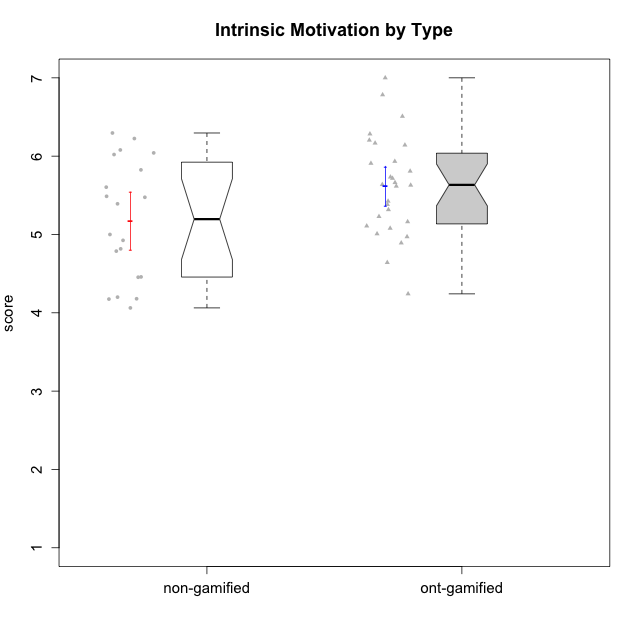 Intrinsic Motivation by Type
score
7
6
5
4
3
2
1
non-gamified
ont-gamified